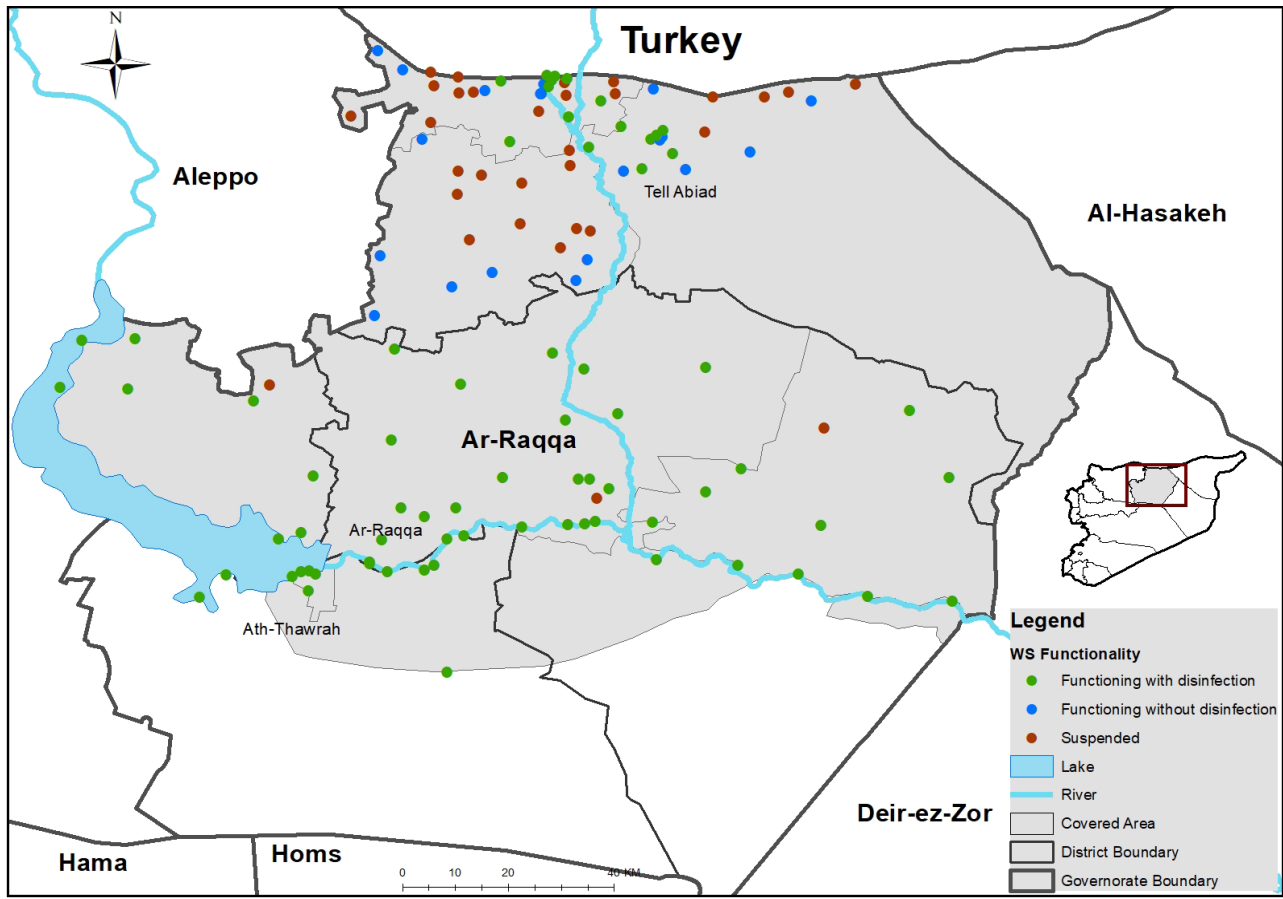 N
Turkey
Aleppo
Tell Abiad
Al-Hasakeh
Ar-Raqqa
Ar-Raqqa
Ath-Thawrah
Deir-ez-Zor
Hama
Homs
0 10 20 40 KM
Legend
WS Functionality
Functioning with disinfection
Functioning without disinfection
Suspended
Lake
River
Covered Area
District Boundary
Governorate Boundary